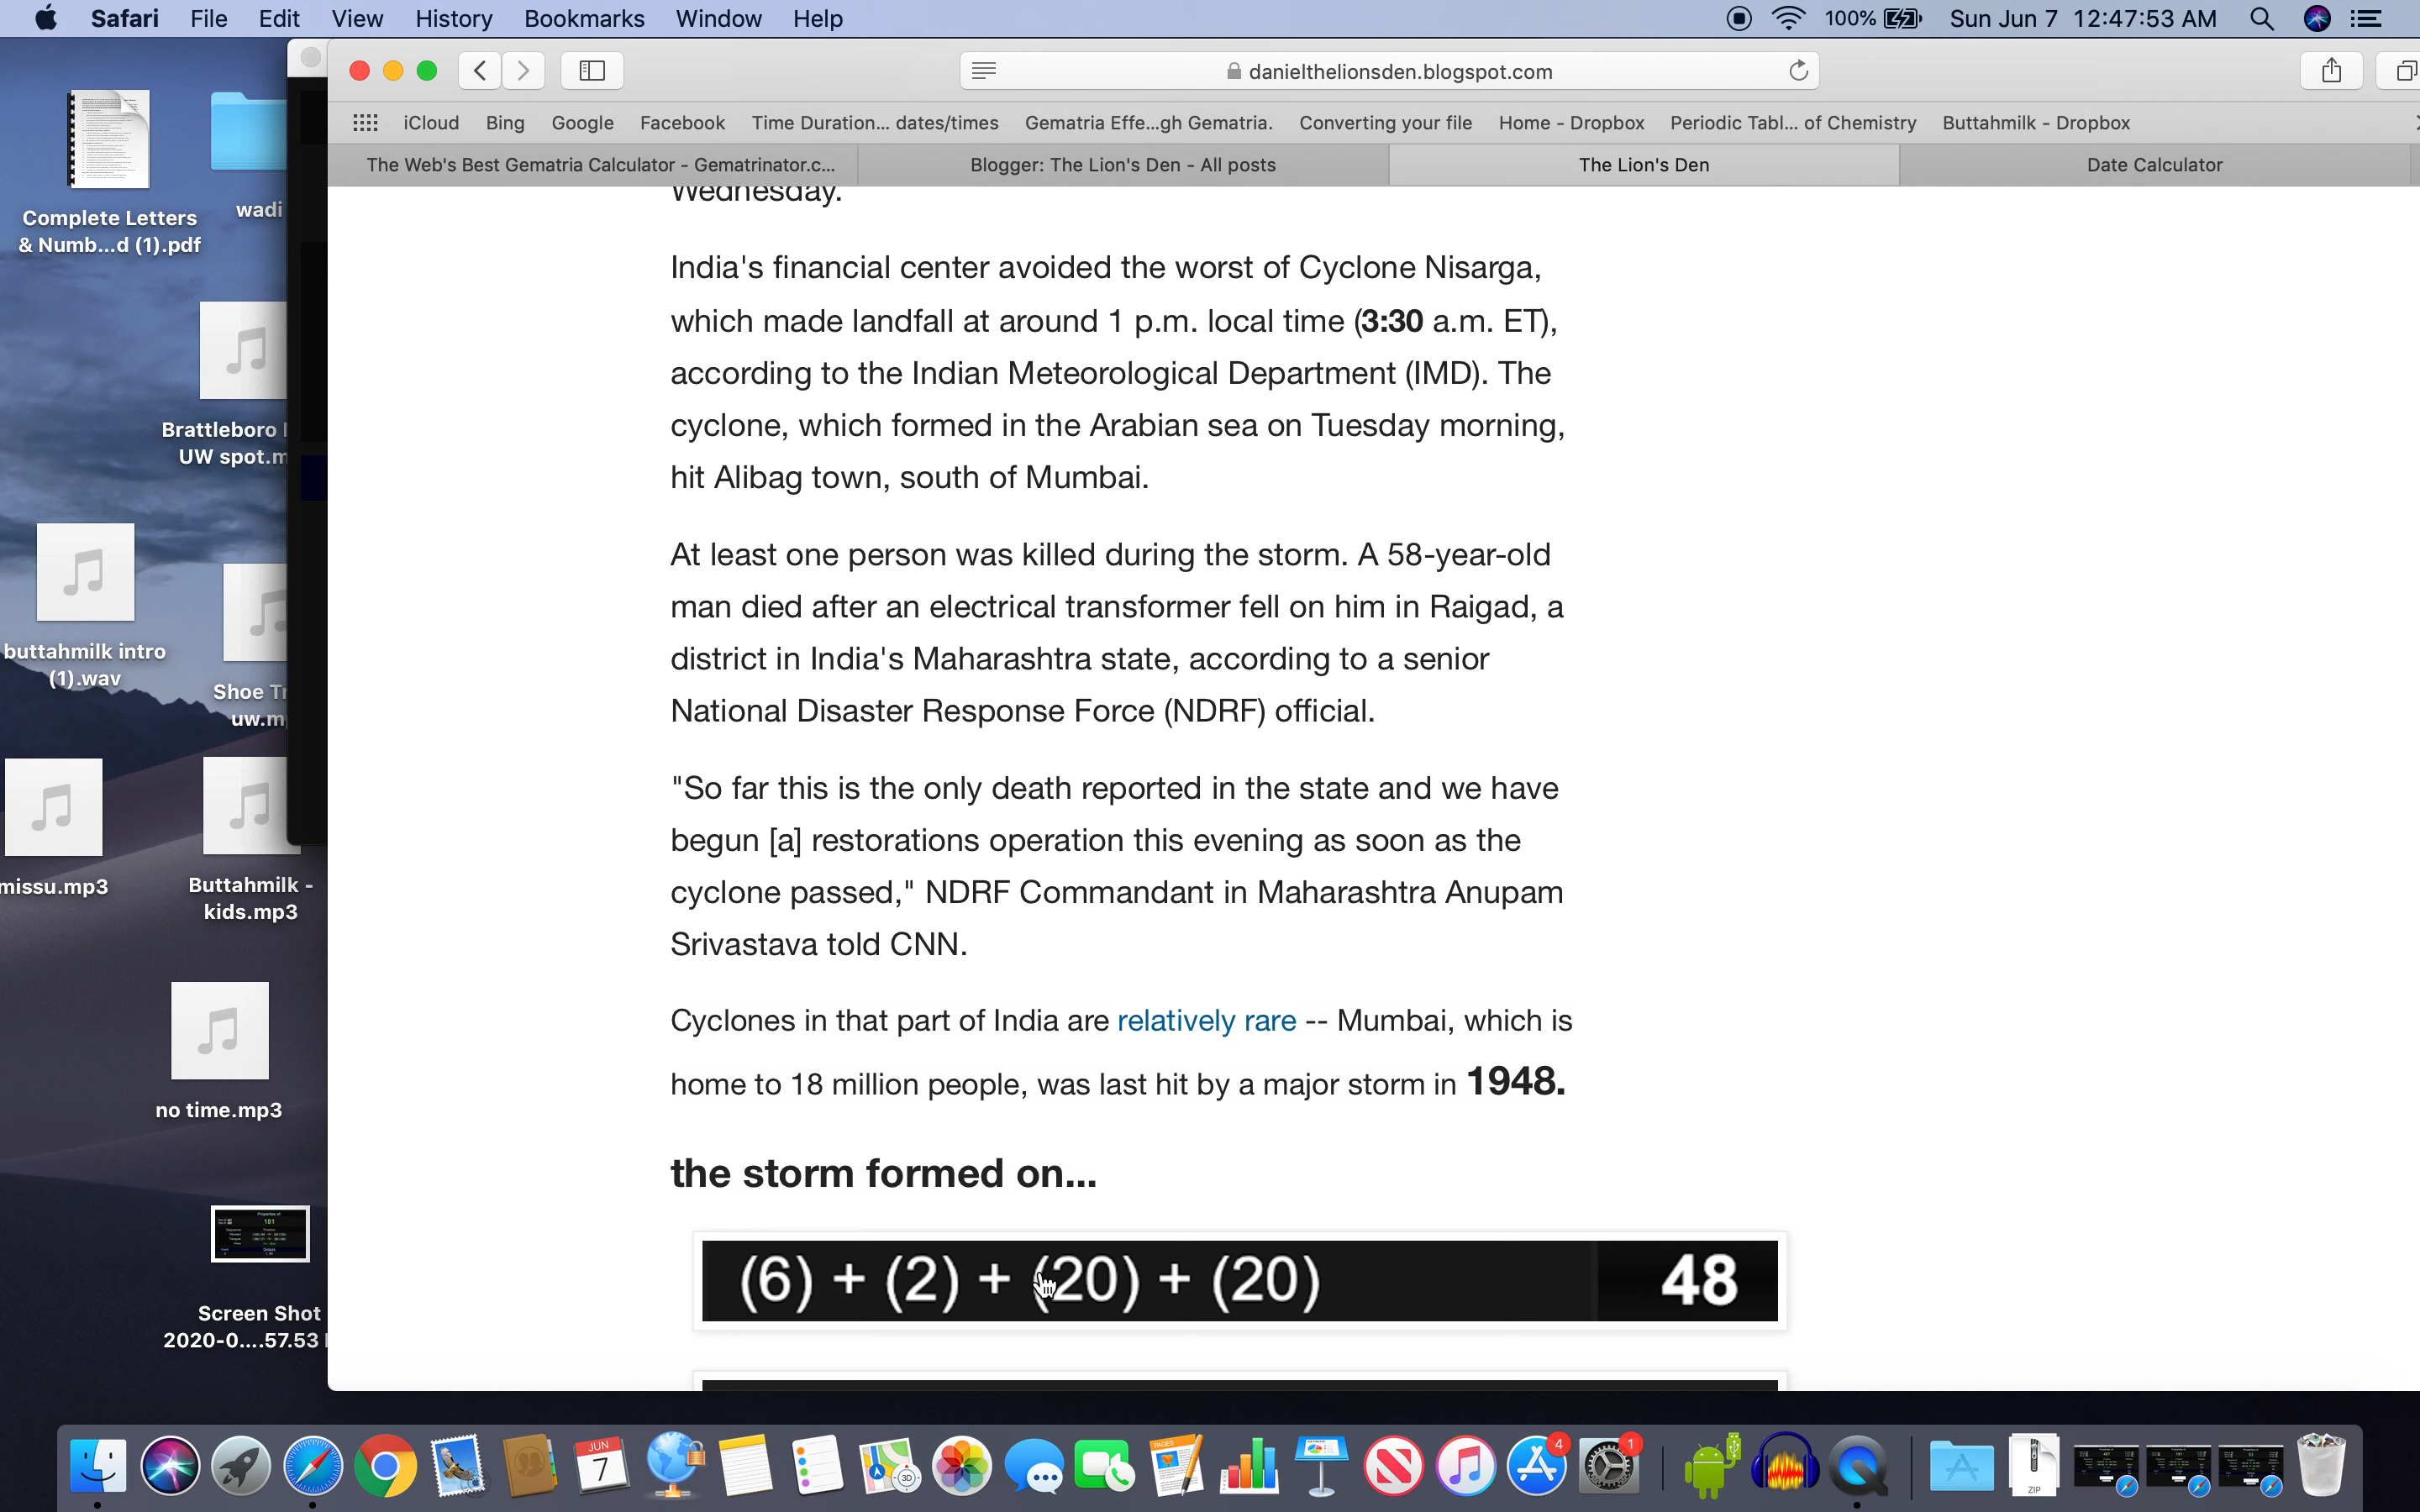 Safari File Edit View History Bookmarks Window Help 100% Sun Jun 7 12:47:53 AM
danielthelionsden.blogspot.com
iCloud Bing Google Facebook Time Duration... dates/times Gematria Effe...gh Gematria. Converting your file Home - Dropbox Periodic Tabl... of Chemistry Buttahmilk - Dropbox
The Web's Best Gematria Calculator - Gematrinator.c... Blogger: The Lion's Den - All posts The Lion's Den Date Calculator
Wednesday.
India's financial center avoided the worst of Cyclone Nisarga,
which made landfall at around 1 p.m. local time (3:30 a.m. ET),
according to the Indian Meteorological Department (IMD). The
cyclone, which formed in the Arabian sea on Tuesday morning,
hit Alibag town, south of Mumbai.
At least one person was killed during the storm. A 58-year-old
man died after an electrical transformer fell on him in Raigad, a
district in India's Maharashtra state, according to a senior
National Disaster Response Force (NDRF) official.
"So far this is the only death reported in the state and we have
begun [a] restorations operation this evening as soon as the
cyclone passed," NDRF Commandant in Maharashtra Anupam
Srivastava told CNN.
Cyclones in that part of India are relatively rare -- Mumbai, which is
home to 18 million people, was last hit by a major storm in 1948.
the storm formed on...
(6) + (2) + (20) + (20) 48
Complete Letters
& Numb...d (1).pdf
wadi
Brattleboro
UW spot.m
buttahmilk intro
(1).wav
Shoe Tr
uw.m
missu.mp3
Buttahmilk -
kids.mp3
no time.mp3
181
Screen Shot
2020-0....57.53
JUN
7
3D
PAGES
4
1
ZIP